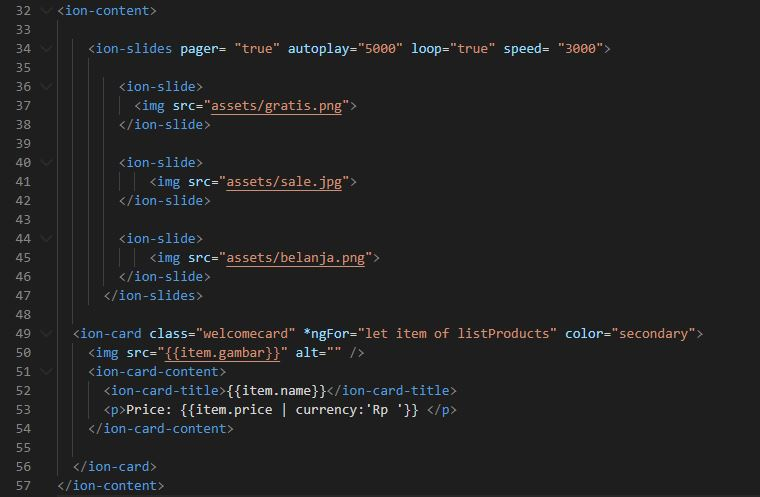 32 <ion-content>
33
34 <ion-slides pager= "true" autoplay="5000" loop="true" speed= "3000">
35
36 <ion-slide>
37 <img src="assets/gratis.png">
38 </ion-slide>
39
40 <ion-slide>
41 <img src="assets/sale.jpg">
42 </ion-slide>
43
44 <ion-slide>
45 <img src="assets/belanja.png">
46 </ion-slide>
47 </ion-slides>
48
49 <ion-card class="welcomecard" *ngFor="let item of listProducts" color="secondary">
50 <img src="{{item.gambar}}" alt="" />
51 <ion-card-content>
52 <ion-card-title>{{item.name}}</ion-card-title>
53 <p>Price: {{item.price | currency:'Rp '}} </p>
54 </ion-card-content>
55
56 </ion-card>
57 </ion-content>